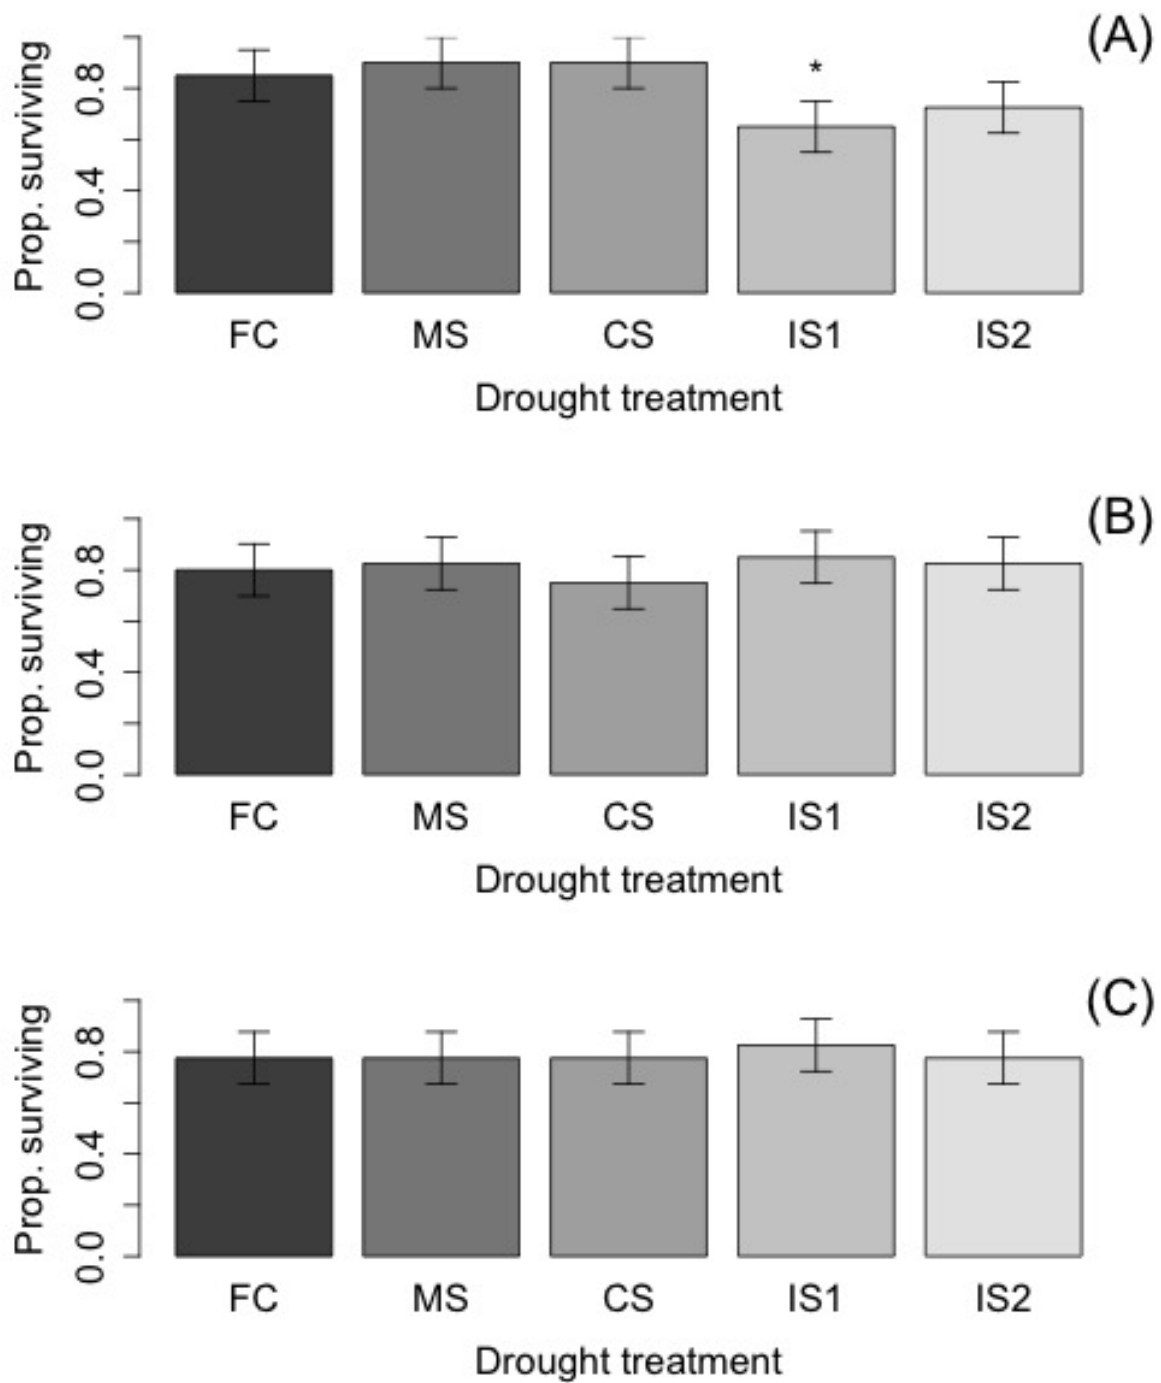 (A)
Prop. surviving
0.0 0.4 0.8
*
FC MS CS IS1 IS2
Drought treatment
(B)
Prop. surviving
0.0 0.4 0.8
FC MS CS IS1 IS2
Drought treatment
(C)
Prop. surviving
0.0 0.4 0.8
FC MS CS IS1 IS2
Drought treatment